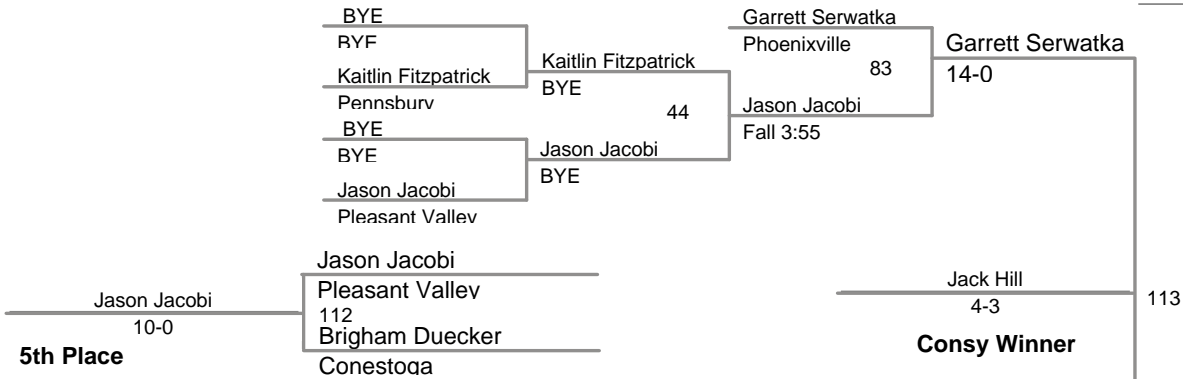 BYE
BYE
Kaitlin Fitzpatrick
Pennsbury
BYE
BYE
Jason Jacobi
Pleasant Valley
Kaitlin Fitzpatrick
BYE
44
Jason Jacobi
BYE
Garrett Serwatka
Phoenixville
83
Jason Jacobi
Fall 3:55
Garrett Serwatka
14-0
Jason Jacobi
Pleasant Valley
112
Brigham Duecker
Conestoga
Jason Jacobi
10-0
5th Place
Jack Hill
4-3
Consy Winner
113